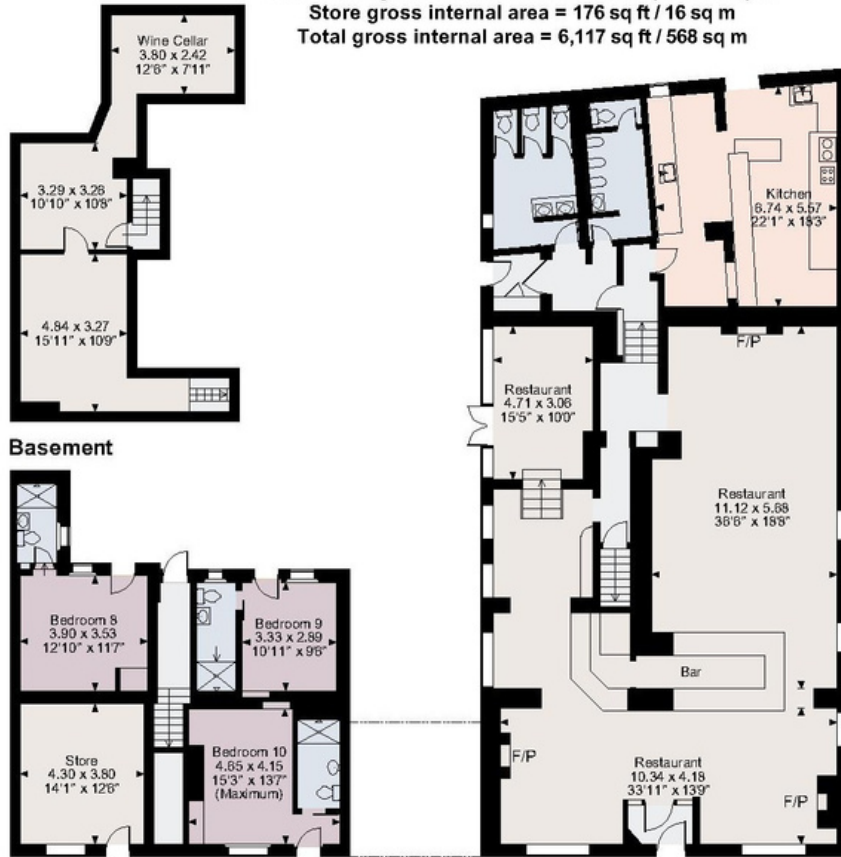 Store gross internal area = 176 sq ft / 16 sq m
Total gross internal area = 6,117 sq ft / 568 sq m
Wine Cellar
3.80 x 2.42
12'6" x 7'11"
3.29 x 3.26
10'10" x 10'8"
4.84 x 3.27
15'11" x 10'9"
Basement
Kitchen
6.74 x 5.57
22'1" x 18'3"
F/P
Restaurant
4.71 x 3.06
15'5" x 10'0"
Restaurant
11.12 x 5.68
36'6" x 18'8"
Bar
F/P
Restaurant
10.34 x 4.18
33'11" x 13'9"
F/P
Bedroom 8
3.90 x 3.53
12'10" x 11'7"
Bedroom 9
3.33 x 2.89
10'11" x 9'6"
Store
4.30 x 3.80
14'1" x 12'6"
Bedroom 10
4.65 x 4.15
15'3" x 13'7"
(Maximum)